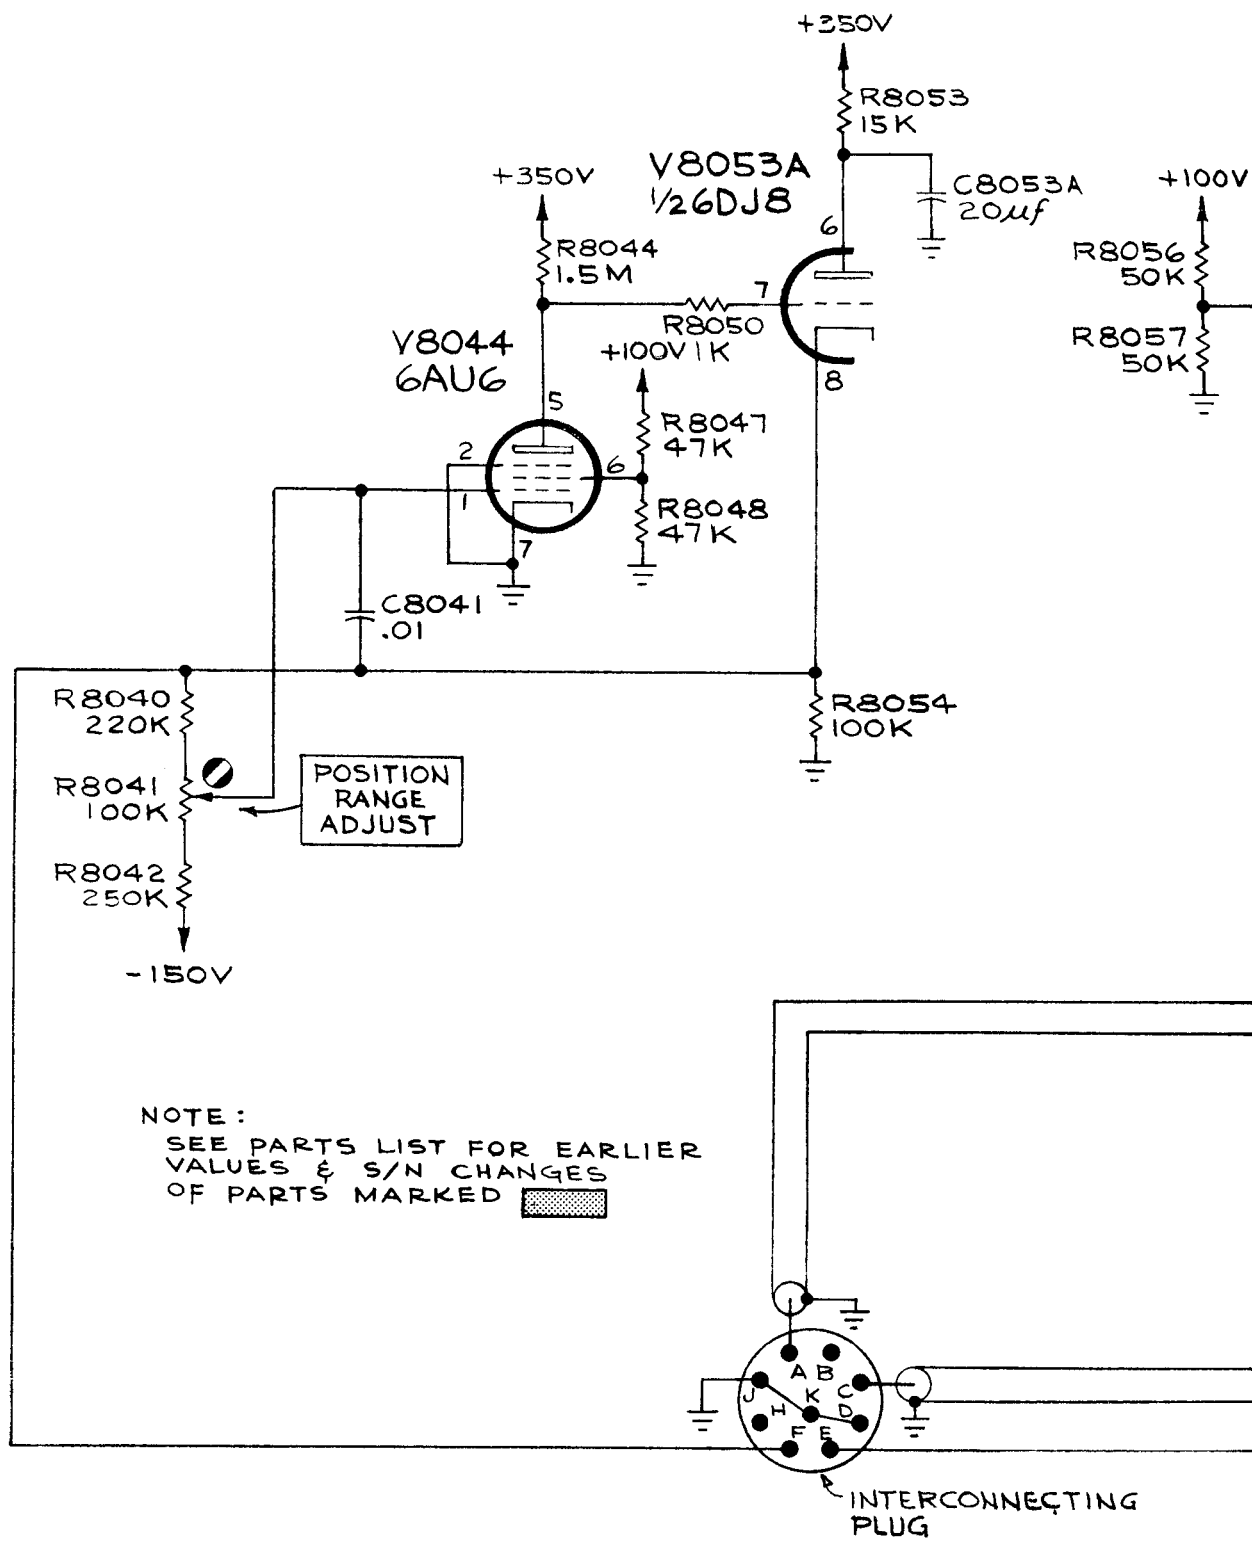 +350V
R8053
15K
V8053A
1/2 6DJ8
C8053A
20µf
+100V
+350V
6
R8044
1.5M
R8056
50K
7
R8050
1K
R8057
50K
V8044
6AU6
+100V
8
5
R8047
47K
2
6
1
R8048
47K
7
C8041
.01
R8040
220K
R8054
100K
R8041
100K
POSITION
RANGE
ADJUST
R8042
250K
-150V
NOTE:
SEE PARTS LIST FOR EARLIER
VALUES & S/N CHANGES
OF PARTS MARKED
A B
J K C
H D
F E
INTERCONNECTING
PLUG